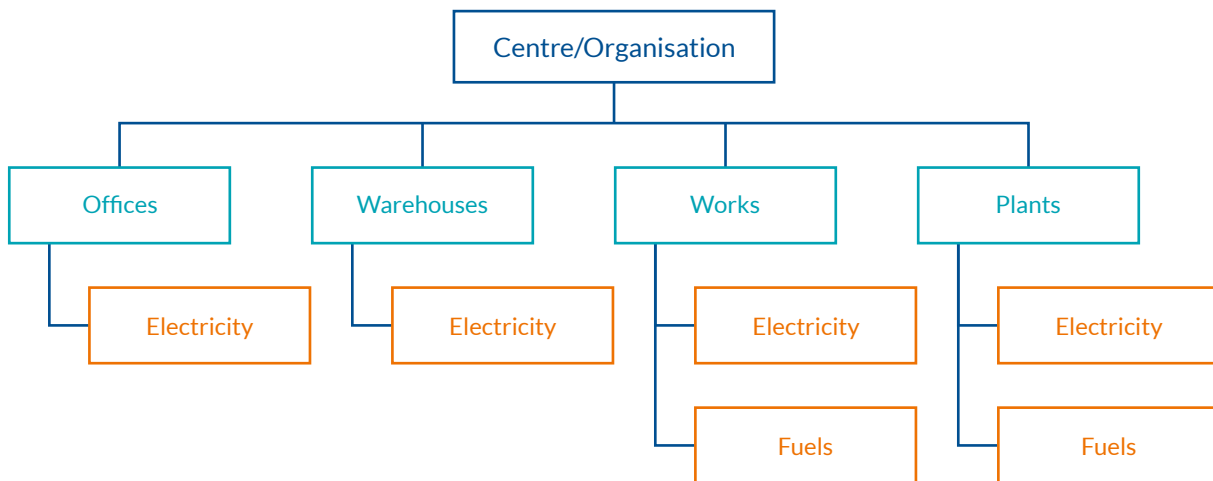 Centre/Organisation
Offices
Warehouses
Works
Plants
Electricity
Electricity
Electricity
Electricity
Fuels
Fuels